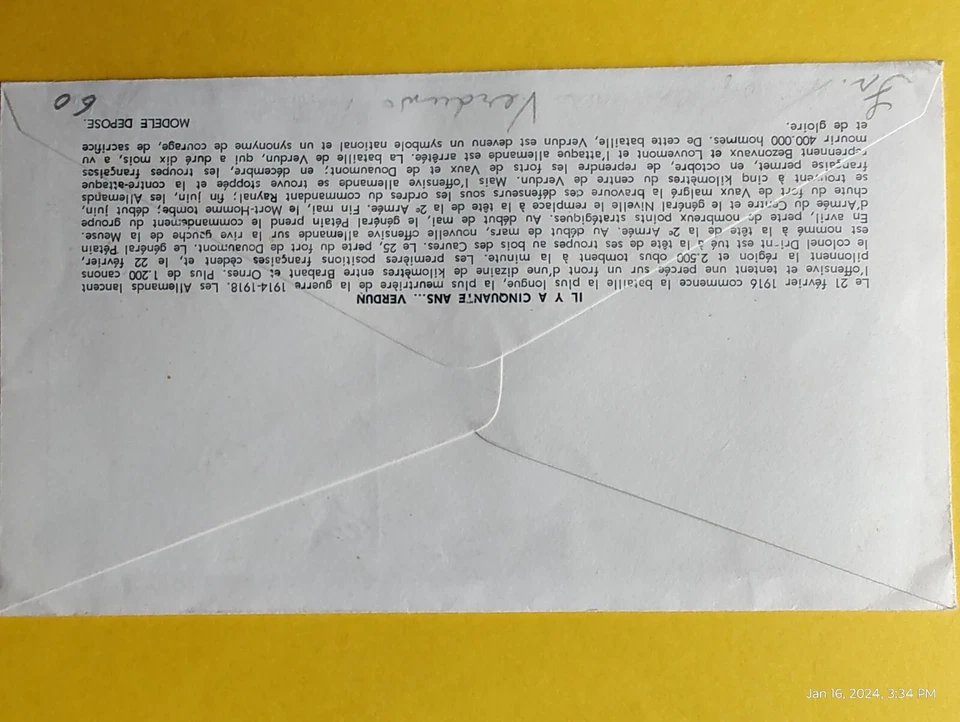 IL Y A CINQUANTE ANS... VERDUN
Le 21 février 1916 commence la bataille la plus longue, la plus meurtrière de la guerre 1914-1918. Les Allemands lancent
l'offensive et tentent une percée sur un front d'une dizaine de kilomètres entre Brabant et Ornes. Plus de 1.200 canons
pilonnent la région et 2.500 obus tombent à la minute. Les premières positions françaises cèdent et, le 22 février,
le colonel Driant est tué à la tête de ses troupes au bois des Caures. Le 25, perte du fort de Douaumont. Le général Pétain
est nommé à la tête de la 2e Armée. Au début de mars, nouvelle offensive allemande sur la rive gauche de la Meuse.
En avril, perte de nombreux points stratégiques. Au début de mai, le général Pétain prend le commandement du groupe
d'Armée du Centre et le général Nivelle le remplace à la tête de la 2e Armée. Fin mai, le Mort-Homme tombe; début juin,
chute du fort de Vaux malgré la bravoure des défenseurs sous les ordres du commandant Raynal; fin juin, les Allemands
se trouvent à cinq kilomètres du centre de Verdun. Mais l'offensive allemande se trouve stoppée et la contre-attaque
française permet, en octobre, de reprendre les forts de Vaux et de Douaumont; en décembre, les troupes françaises
reprennent Bezonvaux et Louvemont et l'attaque allemande est arrêtée. La bataille de Verdun, qui a duré dix mois, a vu
mourir 400.000 hommes. De cette bataille, Verdun est devenu un symbole national et un synonyme de courage, de sacrifice
et de gloire.
MODELE DEPOSE.
Verdun
60
Jan 16, 2024, 3:34 PM